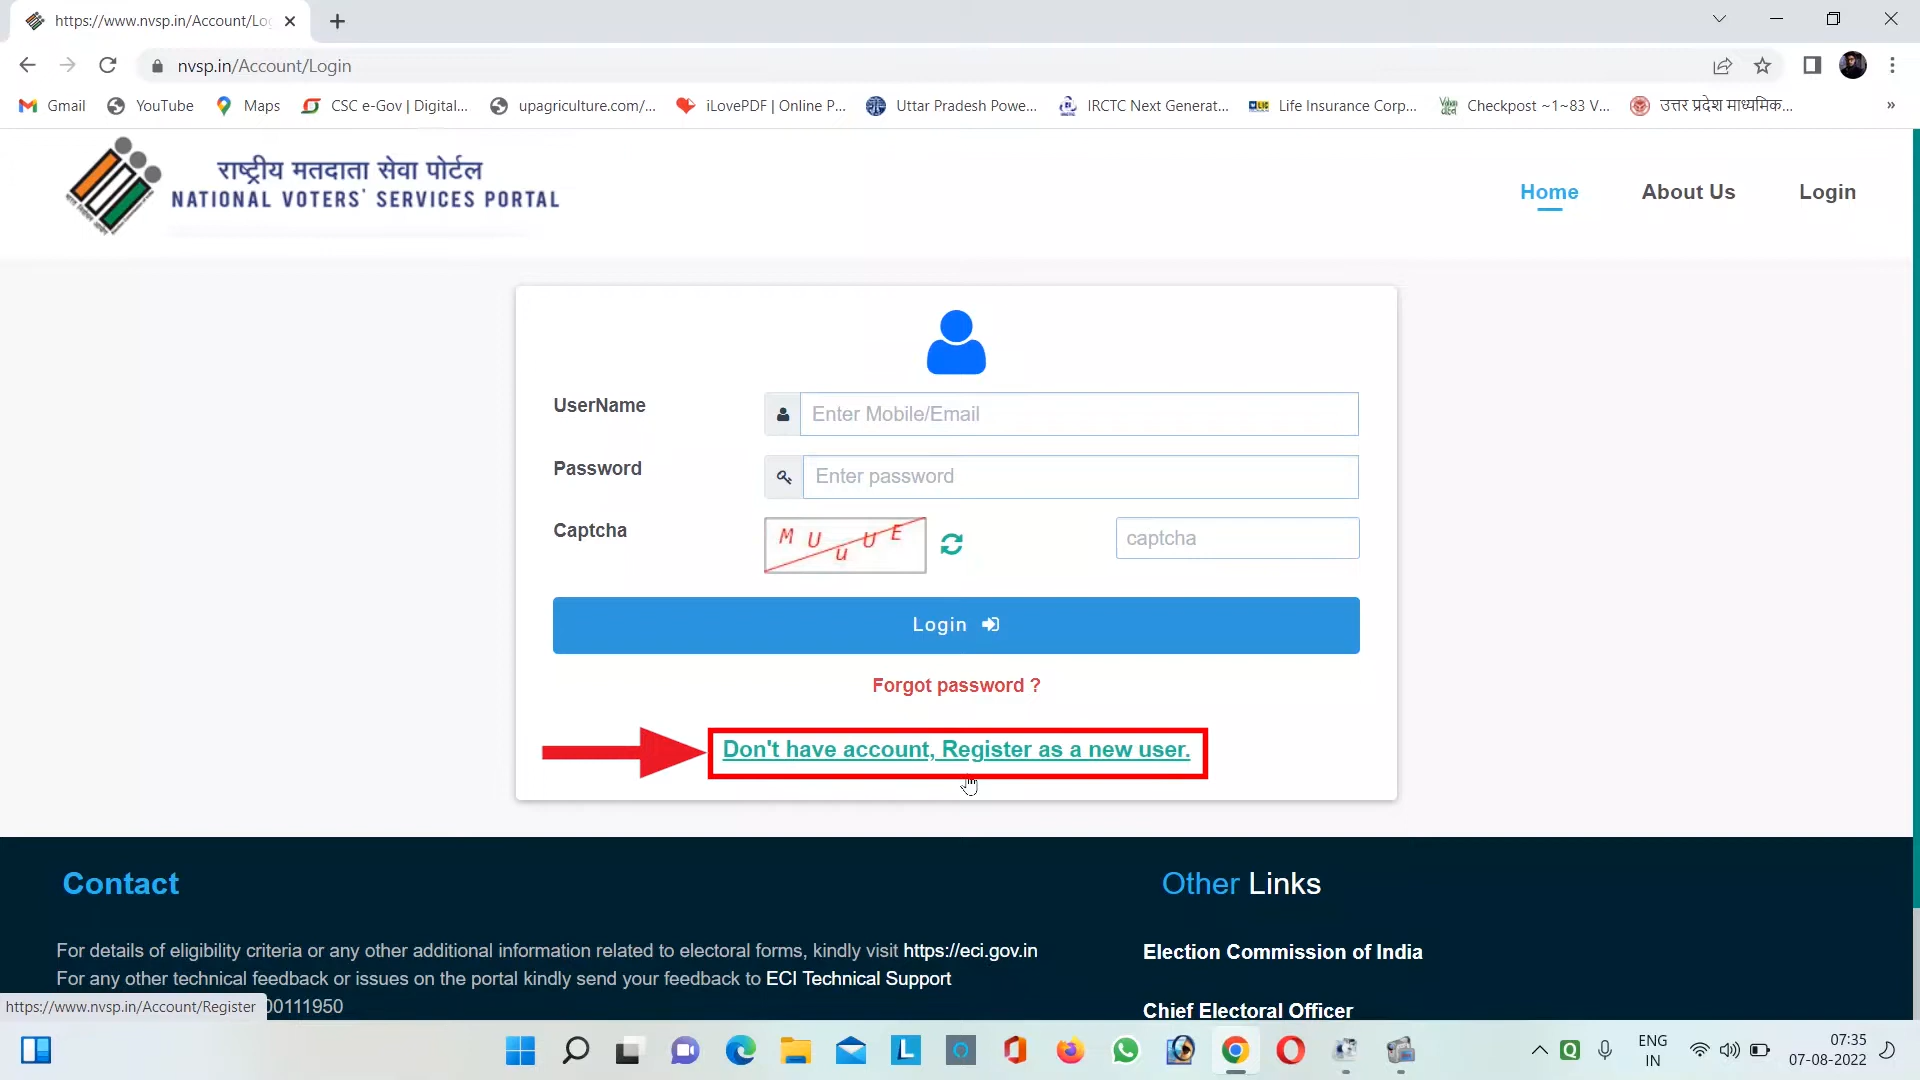 https://www.nvsp.in/Account/Lo
nvsp.in/Account/Login
Gmail
YouTube
Maps
CSC e-Gov | Digital...
upagriculture.com/...
iLovePDF | Online P...
Uttar Pradesh Powe...
IRCTC Next Generat...
Life Insurance Corp...
Checkpost ~1~83 V...
उत्तर प्रदेश माध्यमिक...
»
राष्ट्रीय मतदाता सेवा पोर्टल
NATIONAL VOTERS' SERVICES PORTAL
Home
About Us
Login
UserName
Enter Mobile/Email
Password
Enter password
Captcha
M U u U E
captcha
Login
Forgot password ?
Don't have account, Register as a new user.
Contact
Other Links
For details of eligibility criteria or any other additional information related to electoral forms, kindly visit https://eci.gov.in
For any other technical feedback or issues on the portal kindly send your feedback to ECI Technical Support
00111950
Election Commission of India
Chief Electoral Officer
https://www.nvsp.in/Account/Register
ENG
IN
07:35
07-08-2022